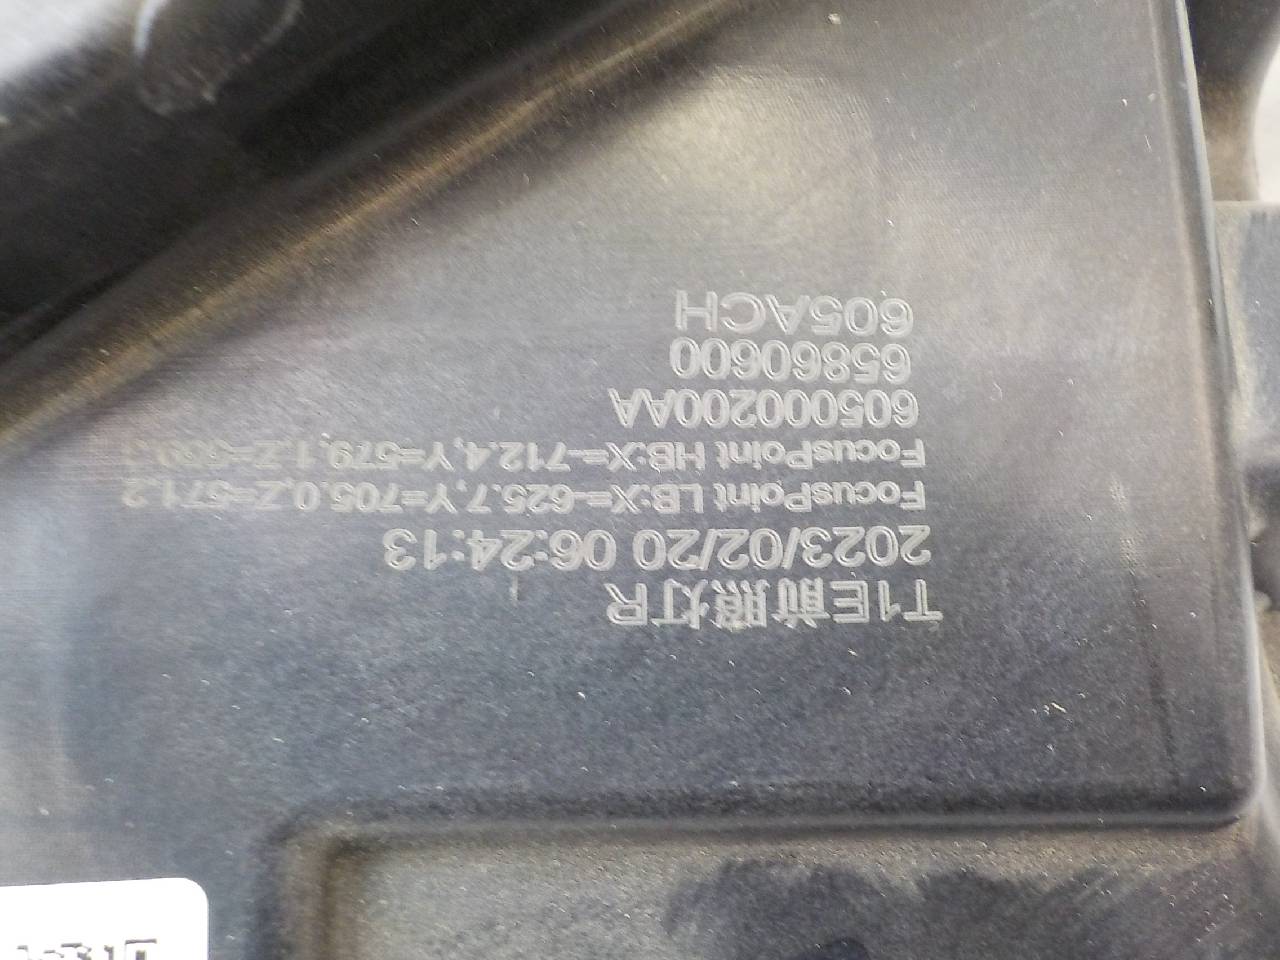 T1E前照灯R
2023/02/20 06:24:13
FocusPoint LB:X=-625.7,Y=705.0,Z=571.2
FocusPoint HB:X=-712.4,Y=579.1,Z=
605000200AA
65860600
605ACH